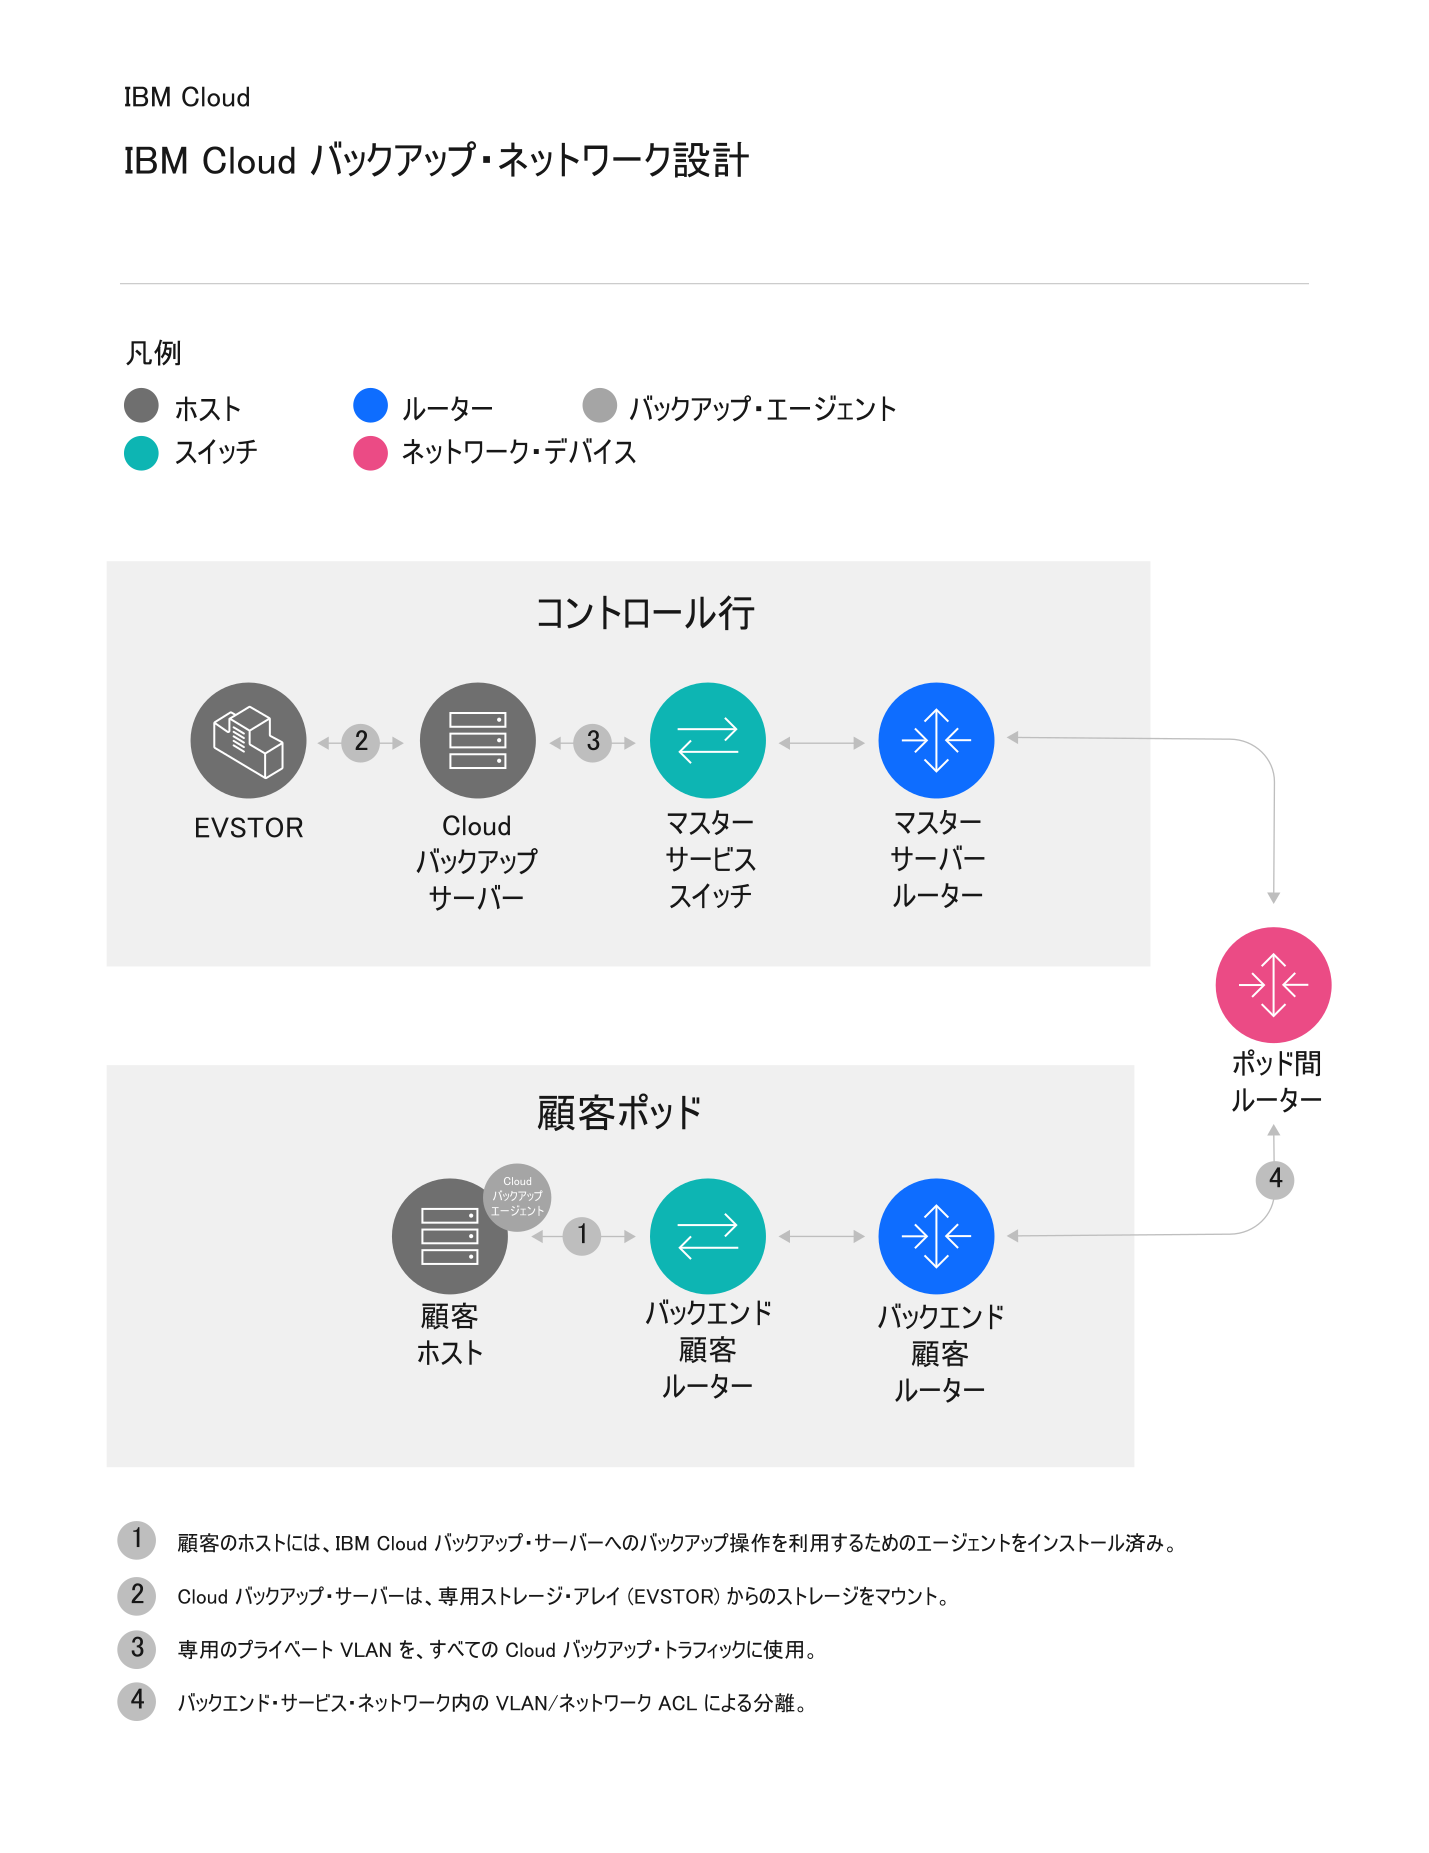 IBM Cloud
IBM Cloud バックアップ・ネットワーク設計
凡例
ホスト
ルーター
バックアップ・エージェント
スイッチ
ネットワーク・デバイス
コントロール行
2
3
EVSTOR
Cloud
バックアップ
サーバー
マスター
サービス
スイッチ
マスター
サーバー
ルーター
ポッド間
ルーター
4
顧客ポッド
Cloud
バックアップ
エージェント
1
顧客
ホスト
バックエンド
顧客
ルーター
バックエンド
顧客
ルーター
1 顧客のホストには、IBM Cloud バックアップ・サーバーへのバックアップ操作を利用するためのエージェントをインストール済み。
2 Cloud バックアップ・サーバーは、専用ストレージ・アレイ (EVSTOR) からのストレージをマウント。
3 専用のプライベート VLAN を、すべての Cloud バックアップ・トラフィックに使用。
4 バックエンド・サービス・ネットワーク内の VLAN/ネットワーク ACL による分離。